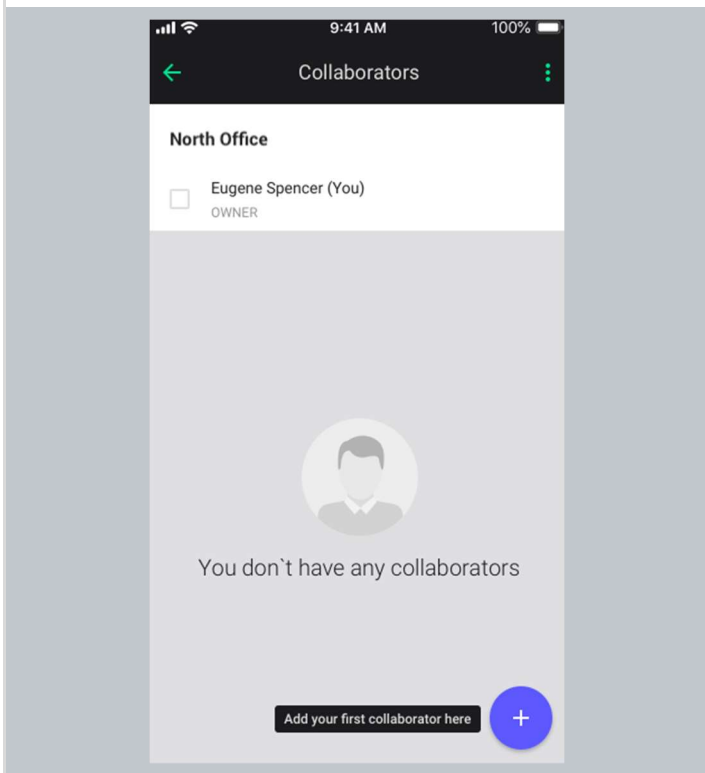 9:41 AM 100%
Collaborators
North Office
Eugene Spencer (You)
OWNER
You don`t have any collaborators
Add your first collaborator here